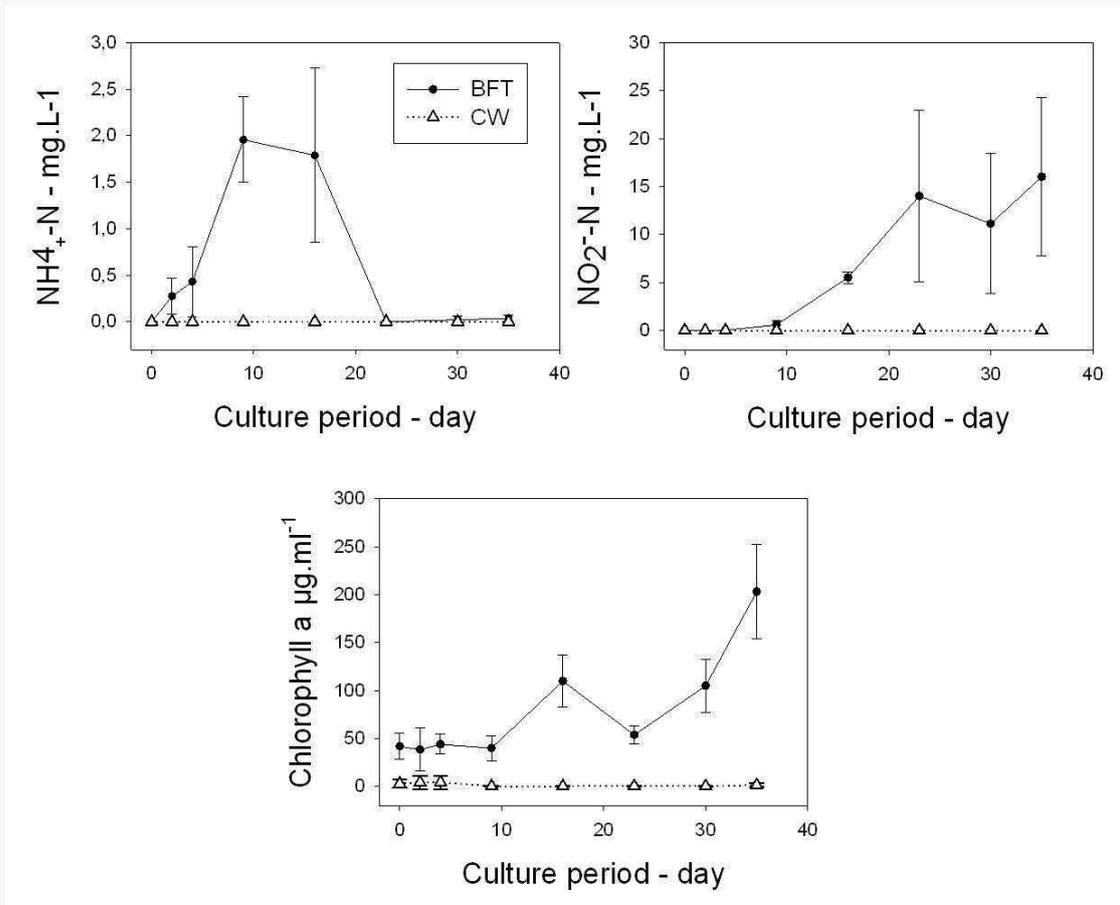 NH4+-N - mg.L-1
3,0
2,5
2,0
1,5
1,0
0,5
0,0
0 10 20 30 40
Culture period - day
BFT
CW
NO2--N - mg.L-1
30
25
20
15
10
5
0
0 10 20 30 40
Culture period - day
Chlorophyll a µg.ml-1
300
250
200
150
100
50
0
0 10 20 30 40
Culture period - day